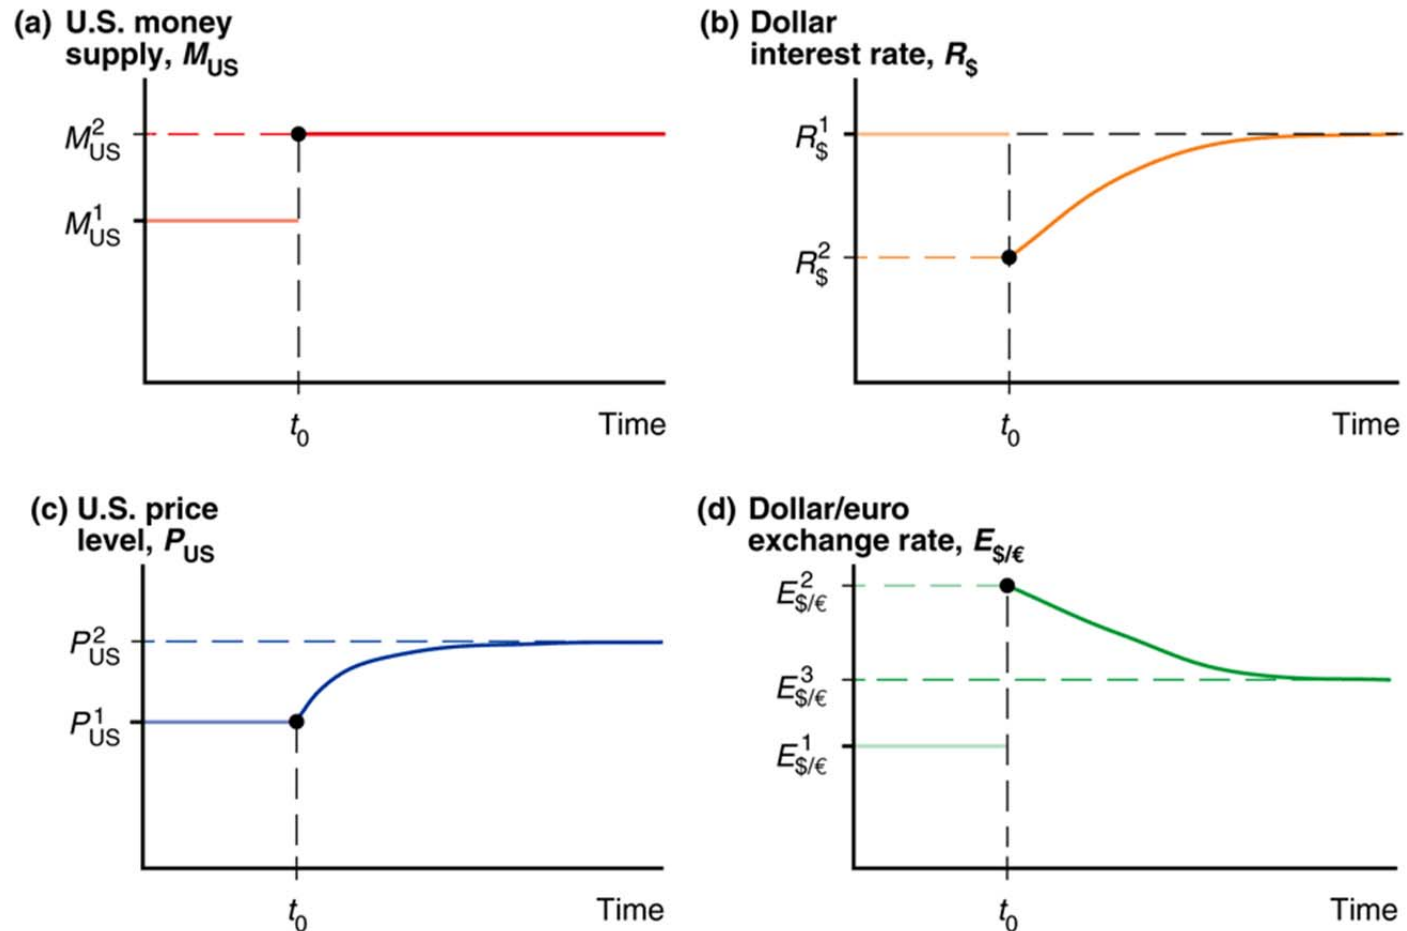 (a) U.S. money
supply, M_US
M²_US
M¹_US
t₀
Time
(b) Dollar
interest rate, R_$
R¹_$
R²_$
t₀
Time
(c) U.S. price
level, P_US
P²_US
P¹_US
t₀
Time
(d) Dollar/euro
exchange rate, E_$/€
E²_$/€
E³_$/€
E¹_$/€
t₀
Time